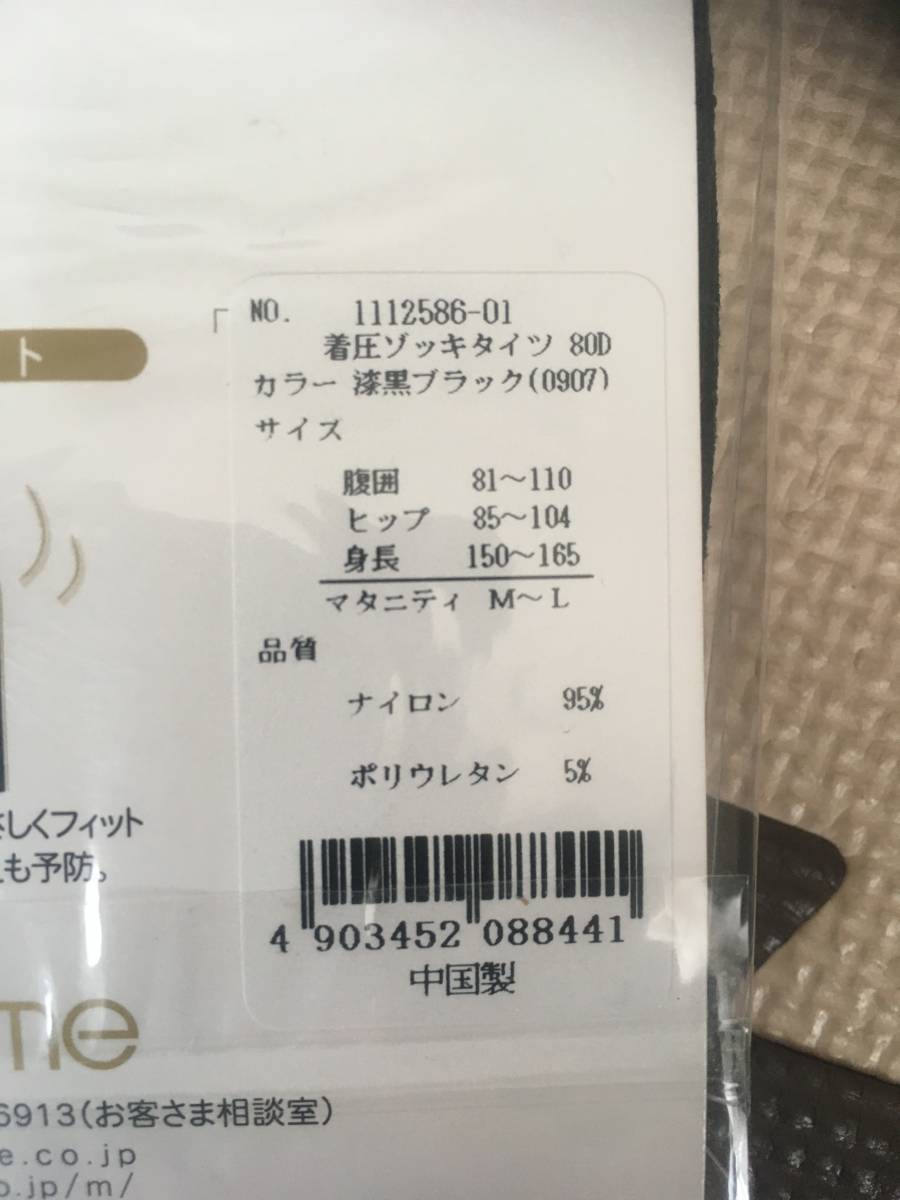 ト
NO. 1112586-01
着圧ゾッキタイツ 80D
カラー 漆黒ブラック(0907)
サイズ
腹囲 81～110
ヒップ 85～104
身長 150～165
マタニティ M～L
品質
ナイロン 95%
ポリウレタン 5%
しくフィット
も予防。
4 903452 088441
中国製
me
6913(お客さま相談室)
e.co.jp
o.jp/m/